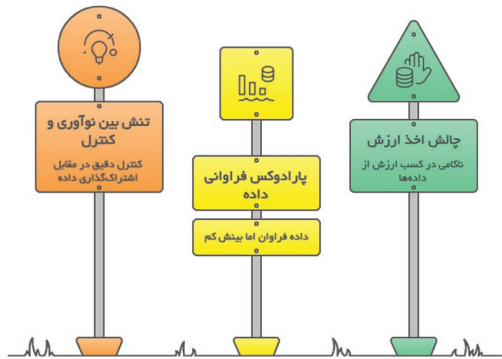 چالش اخذ ارزش
ناکامی در کسب ارزش از
داده‌ها
پارادوکس فراوانی
داده
داده فراوان اما بینش کم
تنش بین نوآوری و
کنترل
کنترل دقیق در مقابل
اشتراک‌گذاری داده